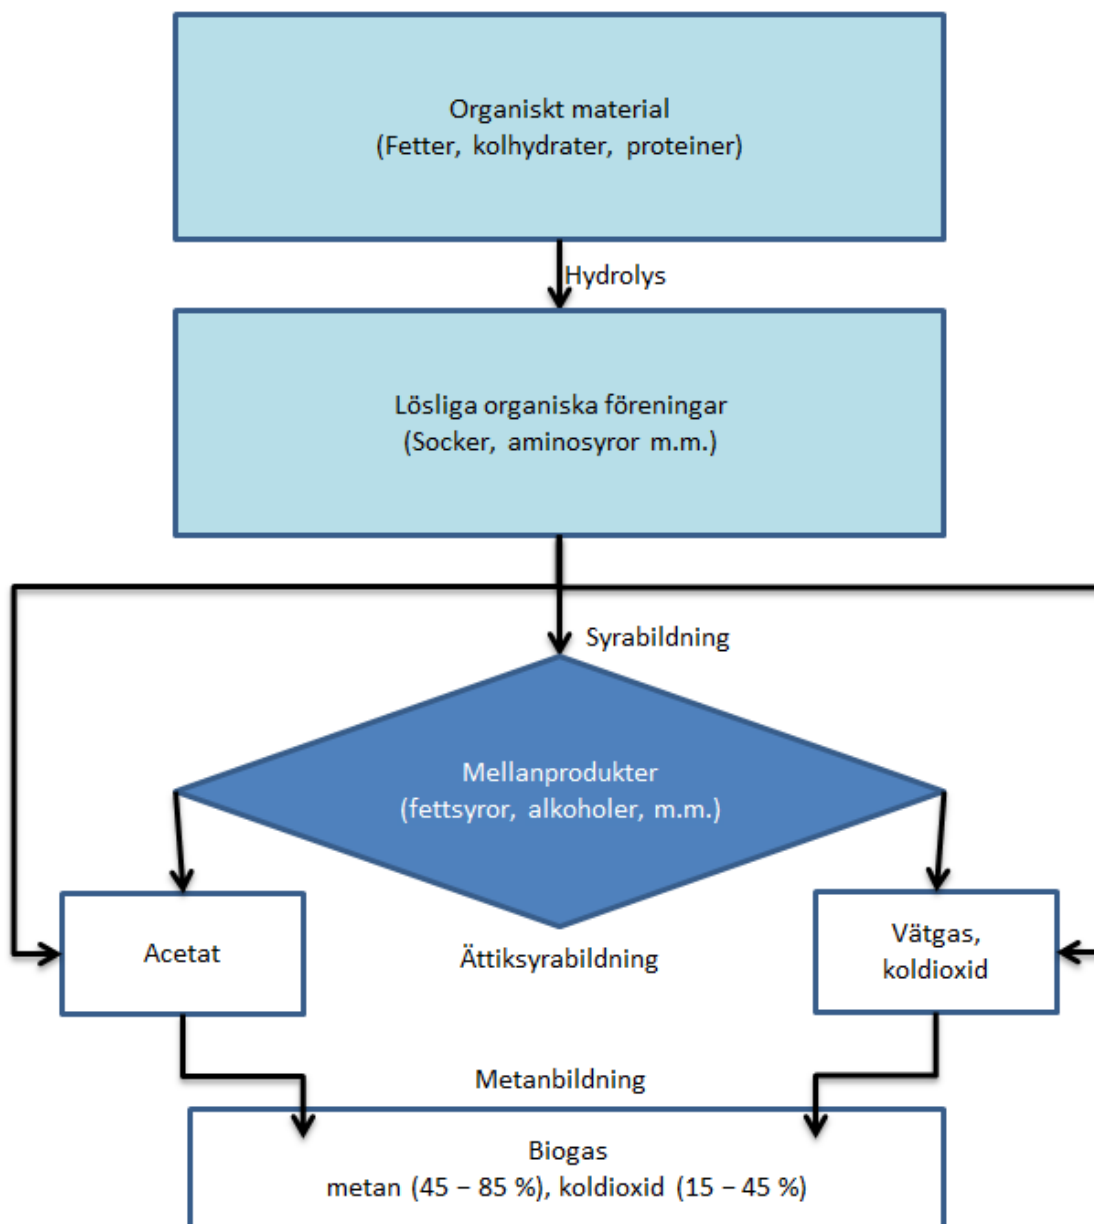 Organiskt material
(Fetter, kolhydrater, proteiner)
Hydrolys
Lösliga organiska föreningar
(Socker, aminosyror m.m.)
Syrabildning
Mellanprodukter
(fettsyror, alkoholer, m.m.)
Acetat
Ättiksyrabildning
Vätgas,
koldioxid
Metanbildning
Biogas
metan (45 – 85 %), koldioxid (15 – 45 %)